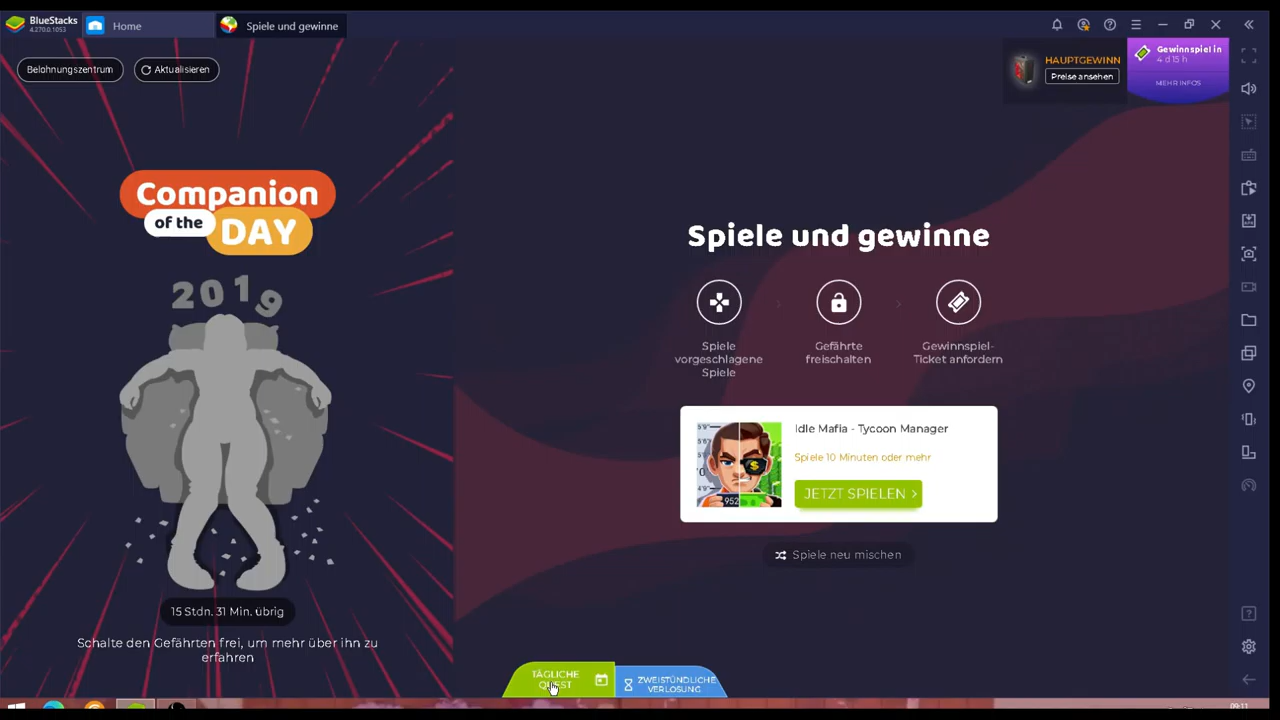 BlueStacks
4.270.0.1053
Home
Spiele und gewinne
Belohnungszentrum
Aktualisieren
HAUPTGEWINN
Preise ansehen
Gewinnspiel in
4 d 15 h
MEHR INFOS
Companion
of the
DAY
2019
Spiele und gewinne
Spiele
vorgeschlagene
Spiele
Gefährte
freischalten
Gewinnspiel-
Ticket anfordern
Idle Mafia - Tycoon Manager
Spiele 10 Minuten oder mehr
JETZT SPIELEN
952
Spiele neu mischen
15 Stdn. 31 Min. übrig
Schalte den Gefährten frei, um mehr über ihn zu
erfahren
TÄGLICHE
QUEST
ZWEISTÜNDLICHE
VERLOSUNG
09:11